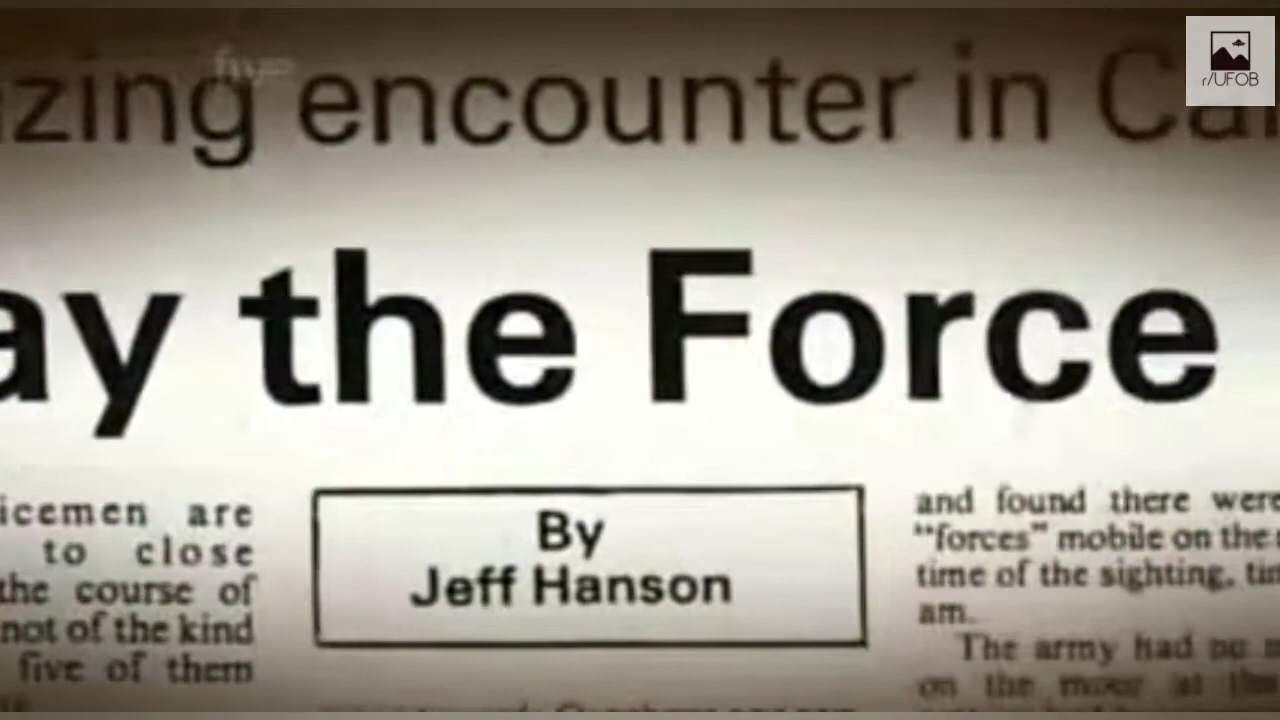 five
r/UFOB
zing encounter in Ca
ay the Force
icemen are
to close
the course of
not of the kind
five of them
By
Jeff Hanson
and found there were
"forces" mobile on the
time of the sighting, tim
am.
The army had no m
on the moor at the